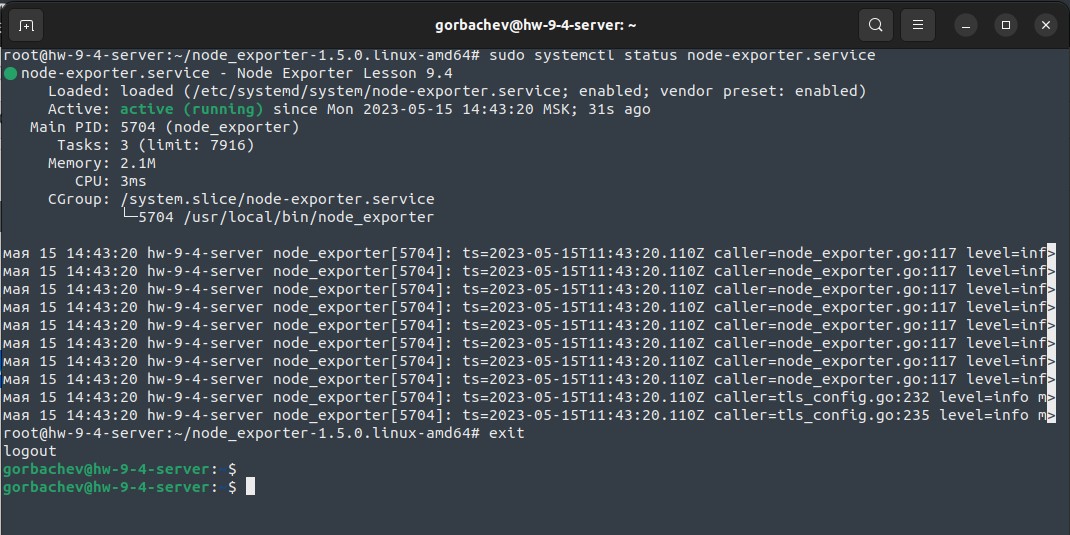 gorbachev@hw-9-4-server: ~
root@hw-9-4-server:~/node_exporter-1.5.0.linux-amd64# sudo systemctl status node-exporter.service
● node-exporter.service - Node Exporter Lesson 9.4
     Loaded: loaded (/etc/systemd/system/node-exporter.service; enabled; vendor preset: enabled)
     Active: active (running) since Mon 2023-05-15 14:43:20 MSK; 31s ago
   Main PID: 5704 (node_exporter)
      Tasks: 3 (limit: 7916)
     Memory: 2.1M
        CPU: 3ms
     CGroup: /system.slice/node-exporter.service
             └─5704 /usr/local/bin/node_exporter
мая 15 14:43:20 hw-9-4-server node_exporter[5704]: ts=2023-05-15T11:43:20.110Z caller=node_exporter.go:117 level=inf>
мая 15 14:43:20 hw-9-4-server node_exporter[5704]: ts=2023-05-15T11:43:20.110Z caller=node_exporter.go:117 level=inf>
мая 15 14:43:20 hw-9-4-server node_exporter[5704]: ts=2023-05-15T11:43:20.110Z caller=node_exporter.go:117 level=inf>
мая 15 14:43:20 hw-9-4-server node_exporter[5704]: ts=2023-05-15T11:43:20.110Z caller=node_exporter.go:117 level=inf>
мая 15 14:43:20 hw-9-4-server node_exporter[5704]: ts=2023-05-15T11:43:20.110Z caller=node_exporter.go:117 level=inf>
мая 15 14:43:20 hw-9-4-server node_exporter[5704]: ts=2023-05-15T11:43:20.110Z caller=node_exporter.go:117 level=inf>
мая 15 14:43:20 hw-9-4-server node_exporter[5704]: ts=2023-05-15T11:43:20.110Z caller=node_exporter.go:117 level=inf>
мая 15 14:43:20 hw-9-4-server node_exporter[5704]: ts=2023-05-15T11:43:20.110Z caller=node_exporter.go:117 level=inf>
мая 15 14:43:20 hw-9-4-server node_exporter[5704]: ts=2023-05-15T11:43:20.110Z caller=tls_config.go:232 level=info m>
мая 15 14:43:20 hw-9-4-server node_exporter[5704]: ts=2023-05-15T11:43:20.110Z caller=tls_config.go:235 level=info m>
root@hw-9-4-server:~/node_exporter-1.5.0.linux-amd64# exit
logout
gorbachev@hw-9-4-server: $
gorbachev@hw-9-4-server: $